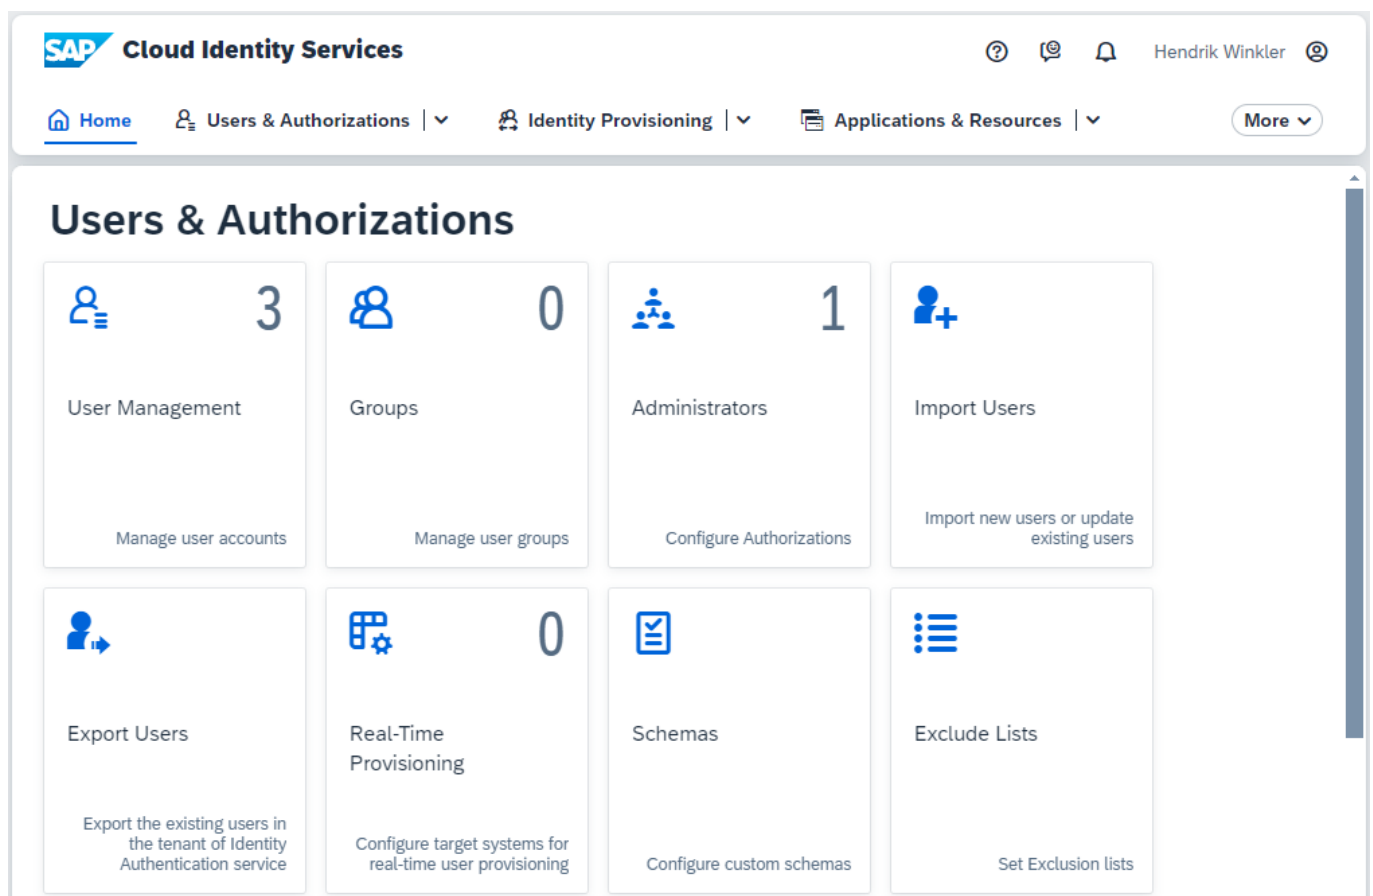 SAP Cloud Identity Services
Hendrik Winkler
Home Users & Authorizations Identity Provisioning Applications & Resources More
Users & Authorizations
3
User Management
Manage user accounts
0
Groups
Manage user groups
1
Administrators
Configure Authorizations
Import Users
Import new users or update
existing users
Export Users
Export the existing users in
the tenant of Identity
Authentication service
0
Real-Time
Provisioning
Configure target systems for
real-time user provisioning
Schemas
Configure custom schemas
Exclude Lists
Set Exclusion lists